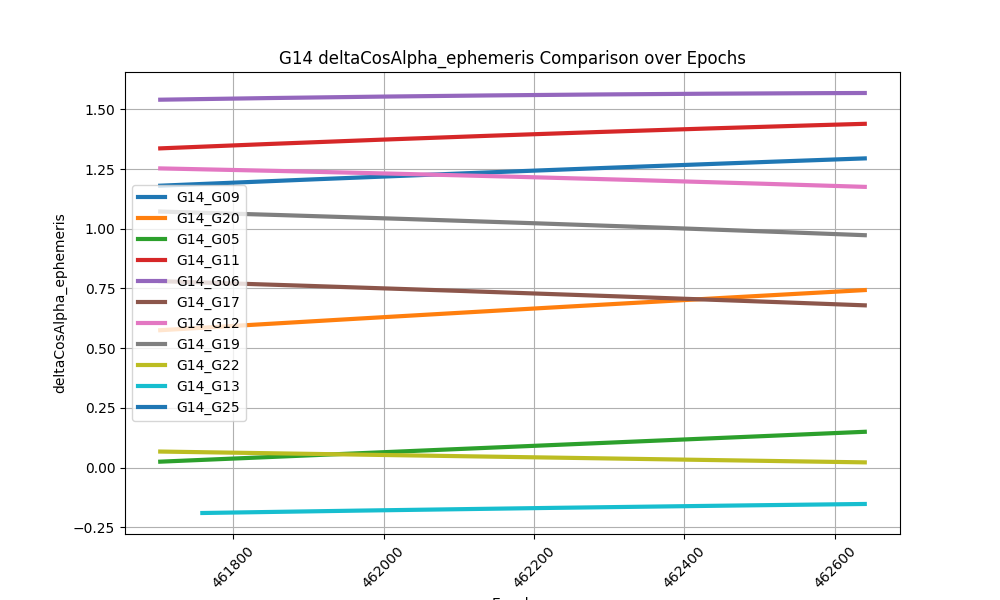 G14 deltaCosAlpha_ephemeris Comparison over Epochs
deltaCosAlpha_ephemeris
1.50
1.25
1.00
0.75
0.50
0.25
0.00
−0.25
G14_G09
G14_G20
G14_G05
G14_G11
G14_G06
G14_G17
G14_G12
G14_G19
G14_G22
G14_G13
G14_G25
461800
462000
462200
462400
462600